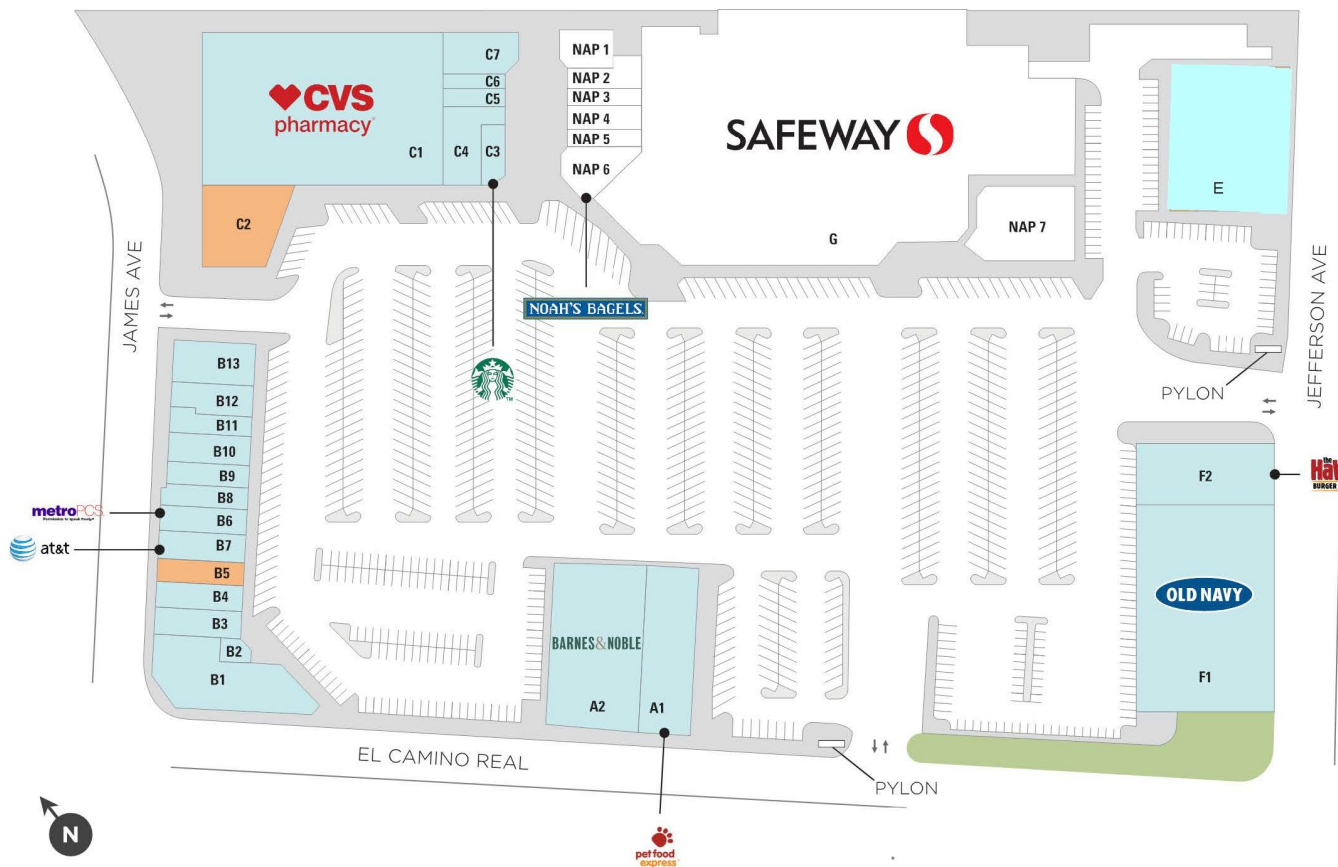 C7
NAP 1
C6
NAP 2
C5
NAP 3
CVS
pharmacy
NAP 4
SAFEWAY
NAP 5
C1
C4
C3
NAP 6
E
C2
NAP 7
G
JAMES AVE
JEFFERSON AVE
NOAH'S BAGELS
PYLON
B13
B12
B11
B10
B9
B8
metroPCS
B6
at&t
B7
B5
B4
B3
B2
B1
F2
the
Hab
BURGER
OLD NAVY
F1
BARNES&NOBLE
A2
A1
EL CAMINO REAL
PYLON
N
pet food
express